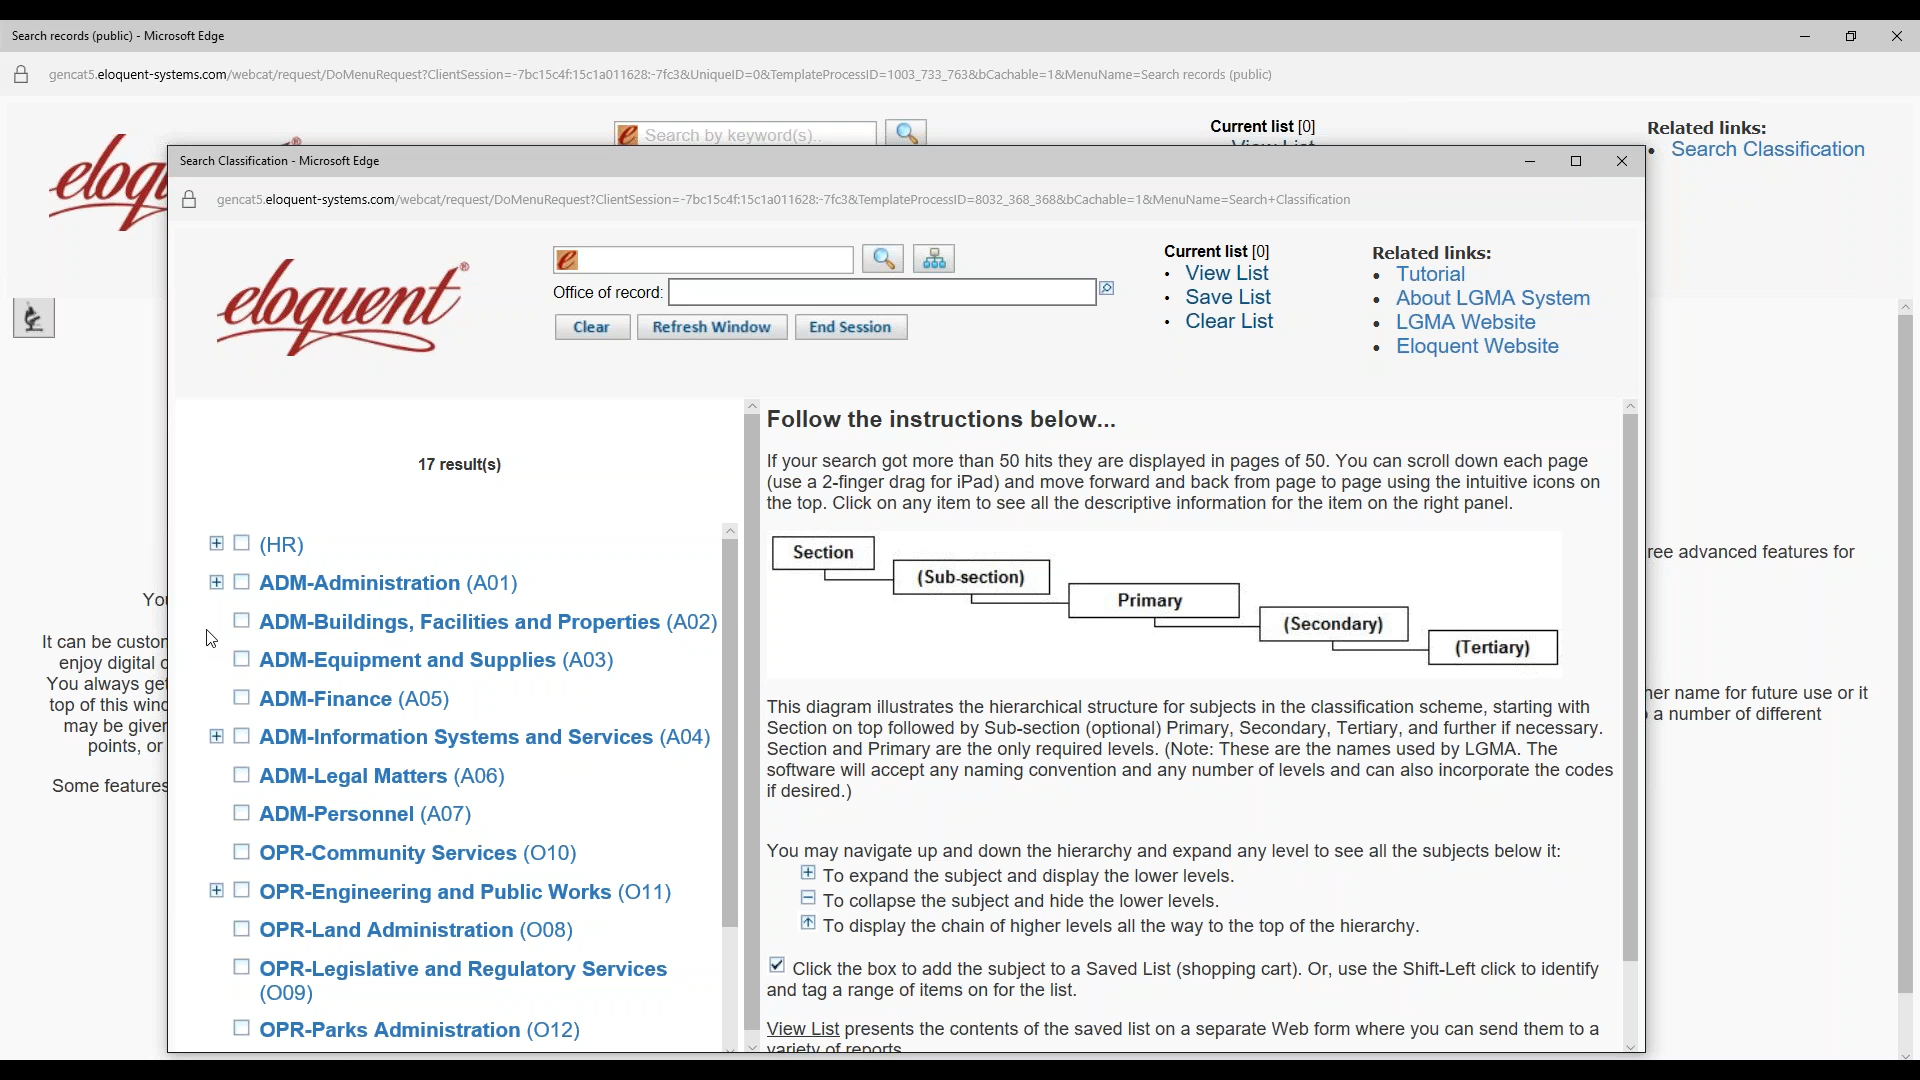 Search records (public) - Microsoft Edge
gencat5.eloquent-systems.com/webcat/request/DoMenuRequest?ClientSession=-7bc15c4f:15c1a011628:-7fc3&UniqueID=0&TemplateProcessID=1003_733_763&bCachable=1&MenuName=Search records (public)
Search by keyword(s)..
Current list [0]
View List
Related links:
• Search Classification
Search Classification - Microsoft Edge
gencat5.eloquent-systems.com/webcat/request/DoMenuRequest?ClientSession=-7bc15c4f:15c1a011628:-7fc3&TemplateProcessID=8032_368_368&bCachable=1&MenuName=Search+Classification
eloquent®
Office of record:
Clear
Refresh Window
End Session
Current list [0]
• View List
• Save List
• Clear List
Related links:
• Tutorial
• About LGMA System
• LGMA Website
• Eloquent Website
17 result(s)
(HR)
ADM-Administration (A01)
ADM-Buildings, Facilities and Properties (A02)
ADM-Equipment and Supplies (A03)
ADM-Finance (A05)
ADM-Information Systems and Services (A04)
ADM-Legal Matters (A06)
ADM-Personnel (A07)
OPR-Community Services (O10)
OPR-Engineering and Public Works (O11)
OPR-Land Administration (O08)
OPR-Legislative and Regulatory Services
(O09)
OPR-Parks Administration (O12)
Follow the instructions below...
If your search got more than 50 hits they are displayed in pages of 50. You can scroll down each page
(use a 2-finger drag for iPad) and move forward and back from page to page using the intuitive icons on
the top. Click on any item to see all the descriptive information for the item on the right panel.
Section
(Sub-section)
Primary
(Secondary)
(Tertiary)
This diagram illustrates the hierarchical structure for subjects in the classification scheme, starting with
Section on top followed by Sub-section (optional) Primary, Secondary, Tertiary, and further if necessary.
Section and Primary are the only required levels. (Note: These are the names used by LGMA. The
software will accept any naming convention and any number of levels and can also incorporate the codes
if desired.)
You may navigate up and down the hierarchy and expand any level to see all the subjects below it:
To expand the subject and display the lower levels.
To collapse the subject and hide the lower levels.
To display the chain of higher levels all the way to the top of the hierarchy.
Click the box to add the subject to a Saved List (shopping cart). Or, use the Shift-Left click to identify
and tag a range of items on for the list.
View List presents the contents of the saved list on a separate Web form where you can send them to a
variety of reports
It can be custo
enjoy digital
You always get
top of this win
may be give
points, or
Some features
ree advanced features for
her name for future use or it
a number of different